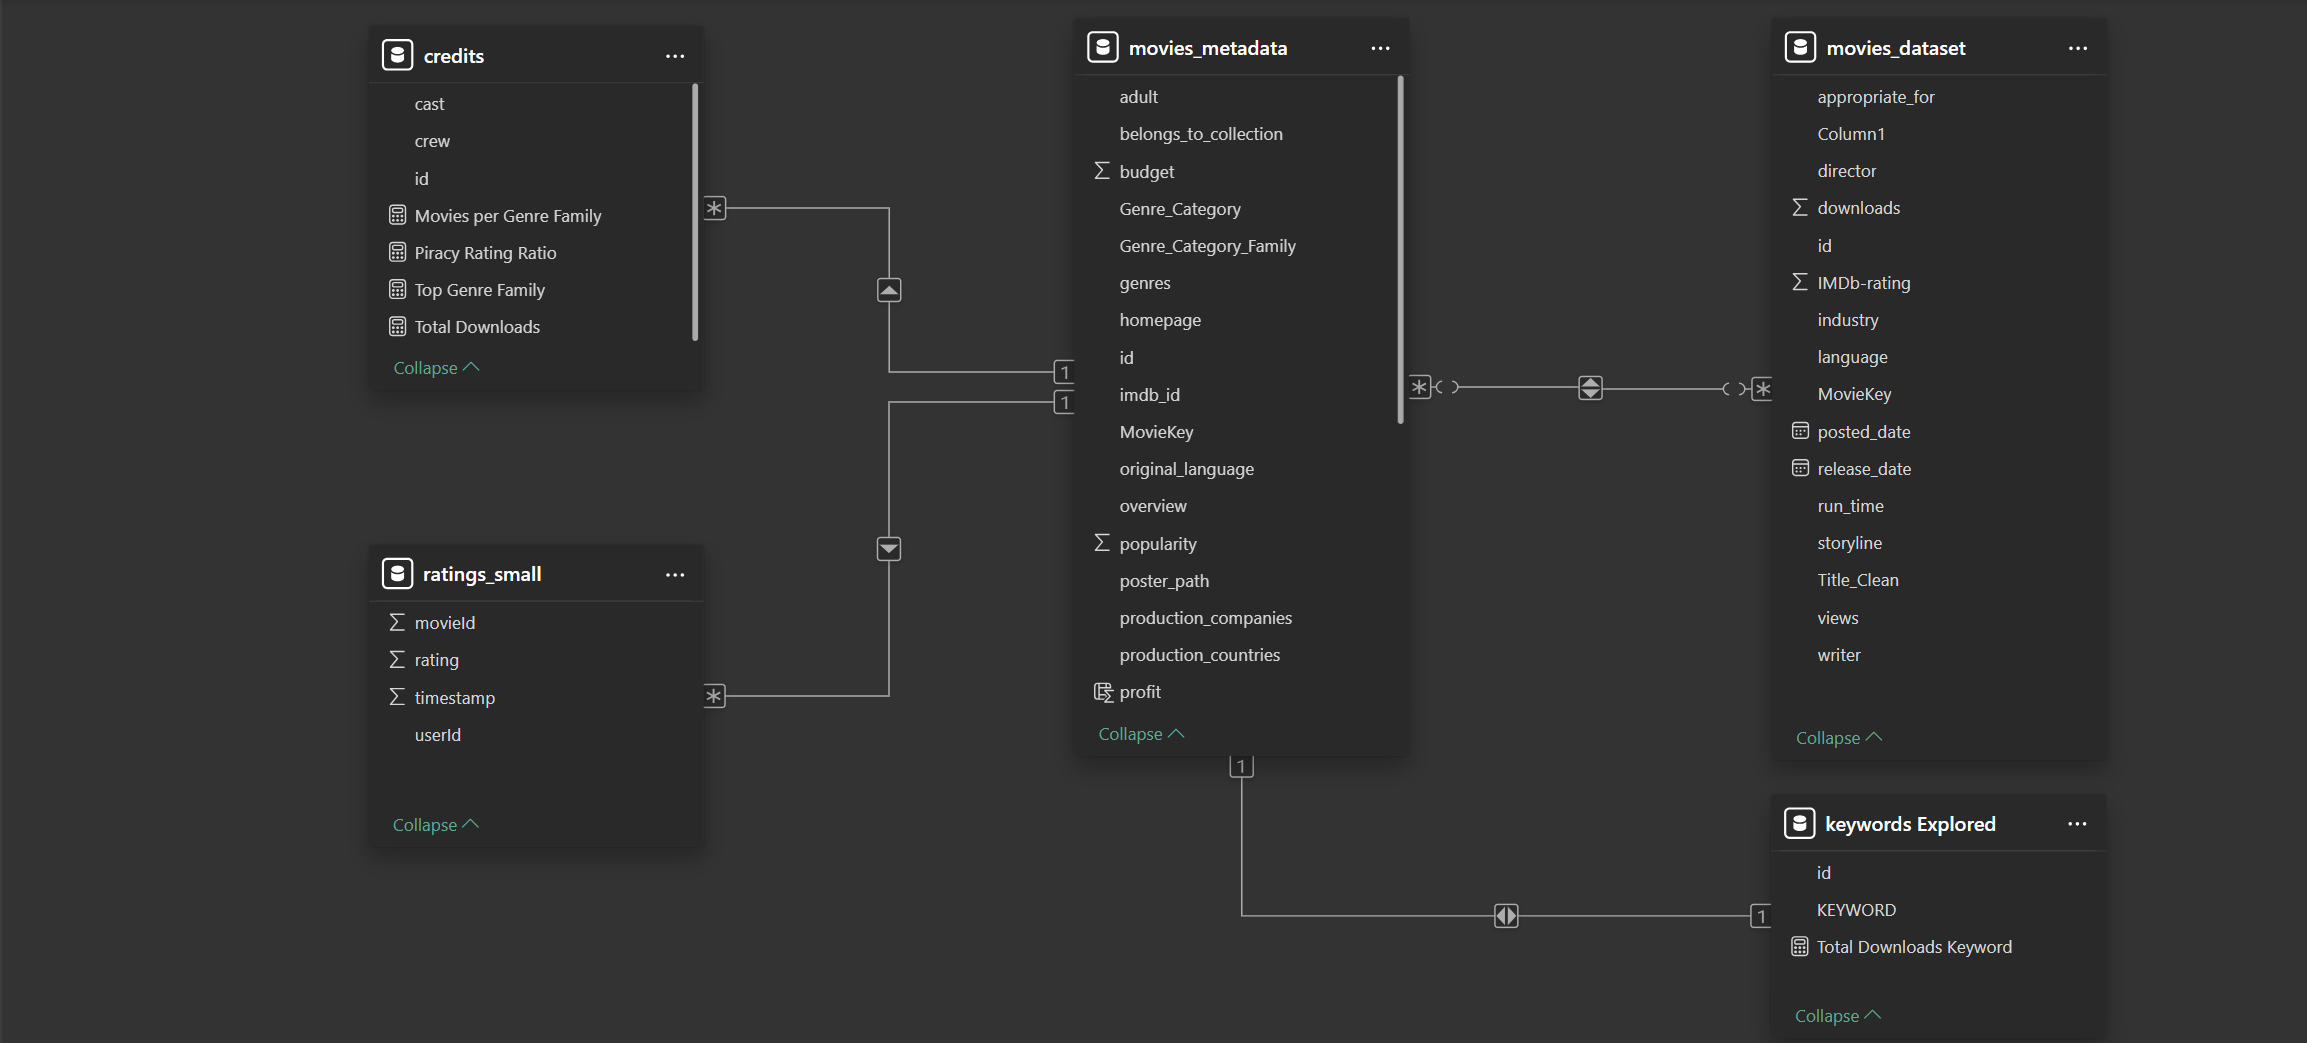 credits
cast
crew
id
Movies per Genre Family
Piracy Rating Ratio
Top Genre Family
Total Downloads
Collapse
ratings_small
movieId
rating
timestamp
userId
Collapse
movies_metadata
adult
belongs_to_collection
budget
Genre_Category
Genre_Category_Family
genres
homepage
id
imdb_id
MovieKey
original_language
overview
popularity
poster_path
production_companies
production_countries
profit
Collapse
movies_dataset
appropriate_for
Column1
director
downloads
id
IMDb-rating
industry
language
MovieKey
posted_date
release_date
run_time
storyline
Title_Clean
views
writer
Collapse
keywords Explored
id
KEYWORD
Total Downloads Keyword
Collapse
*
1
1
*
*
*
1
1